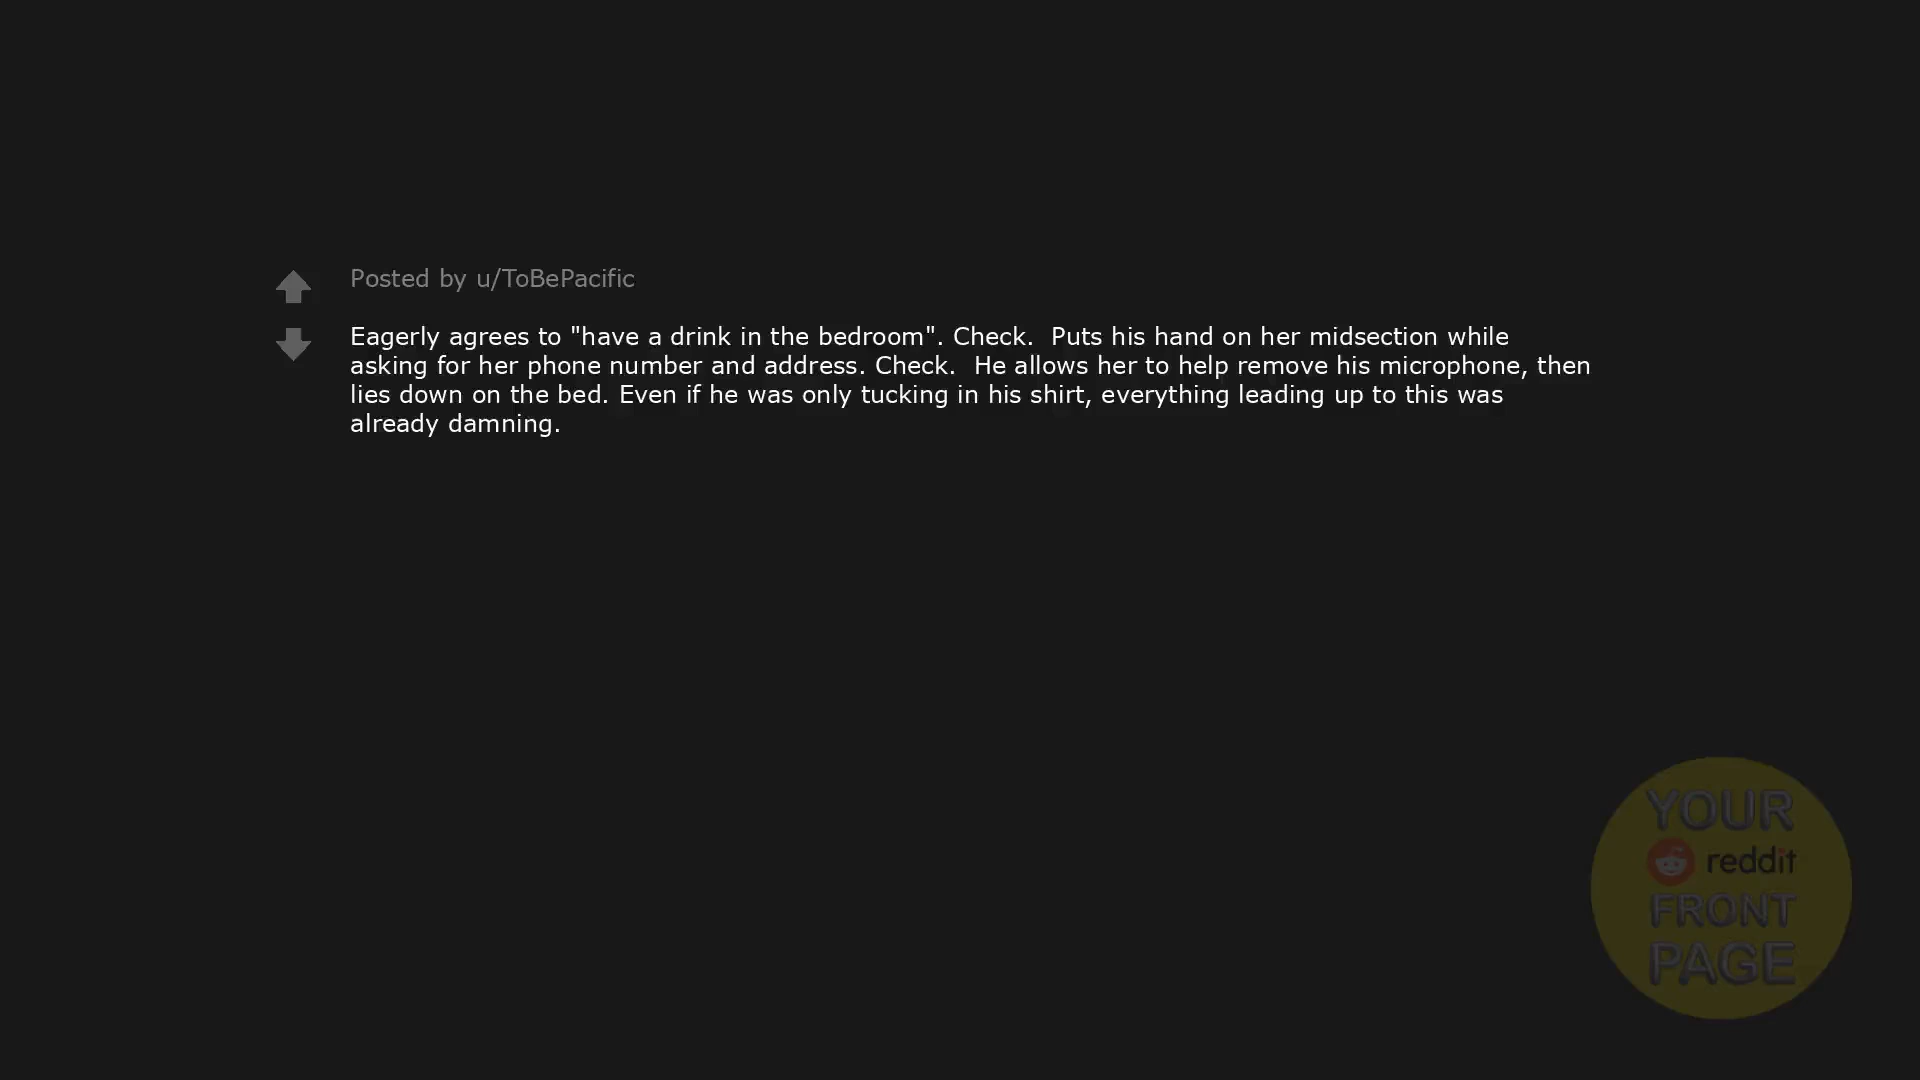 Posted by u/ToBePacific
Eagerly agrees to "have a drink in the bedroom". Check.  Puts his hand on her midsection while
asking for her phone number and address. Check.  He allows her to help remove his microphone, then
lies down on the bed. Even if he was only tucking in his shirt, everything leading up to this was
already damning.
YOUR
reddit
FRONT
PAGE